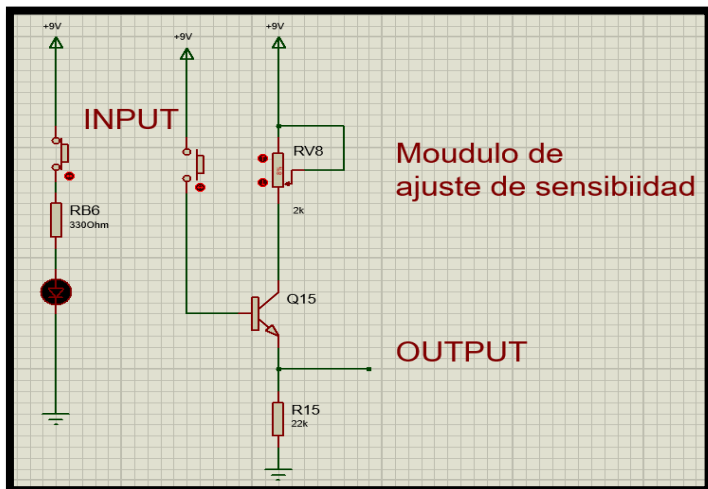 +9V
+9V
+9V
INPUT
RV8
2k
Moudulo de
ajuste de sensibiidad
RB6
330Ohm
Q15
OUTPUT
R15
22k